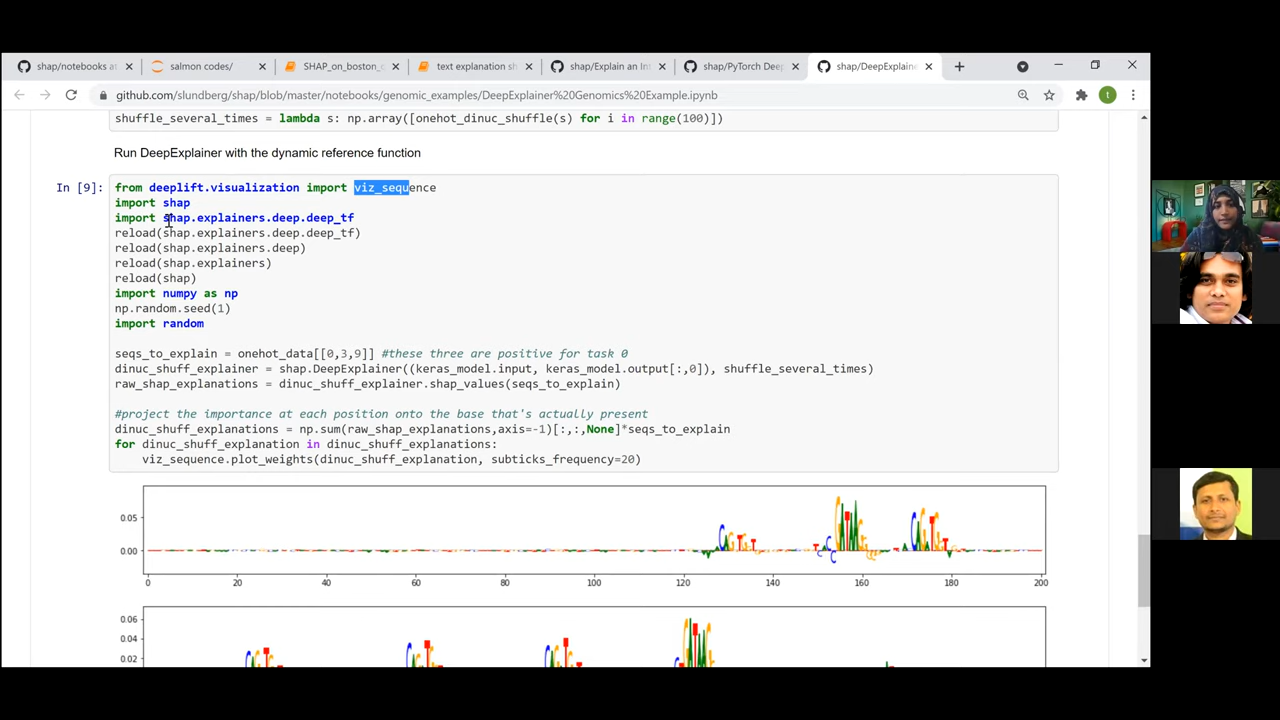 shap/notebooks at
salmon codes/
SHAP_on_boston_c
text explanation sh
shap/Explain an Int
shap/PyTorch Deep
shap/DeepExplaine
t
github.com/slundberg/shap/blob/master/notebooks/genomic_examples/DeepExplainer%20Genomics%20Example.ipynb
shuffle_several_times = lambda s: np.array([onehot_dinuc_shuffle(s) for i in range(100)])
Run DeepExplainer with the dynamic reference function
In [9]:
from deeplift.visualization import viz_sequence
import shap
import shap.explainers.deep.deep_tf
reload(shap.explainers.deep.deep_tf)
reload(shap.explainers.deep)
reload(shap.explainers)
reload(shap)
import numpy as np
np.random.seed(1)
import random
seqs_to_explain = onehot_data[[0,3,9]] #these three are positive for task 0
dinuc_shuff_explainer = shap.DeepExplainer((keras_model.input, keras_model.output[:,0]), shuffle_several_times)
raw_shap_explanations = dinuc_shuff_explainer.shap_values(seqs_to_explain)
#project the importance at each position onto the base that's actually present
dinuc_shuff_explanations = np.sum(raw_shap_explanations,axis=-1)[:,:,None]*seqs_to_explain
for dinuc_shuff_explanation in dinuc_shuff_explanations:
viz_sequence.plot_weights(dinuc_shuff_explanation, subticks_frequency=20)
0.05
0.00
0 20 40 60 80 100 120 140 160 180 200
0.06
0.04
0.02